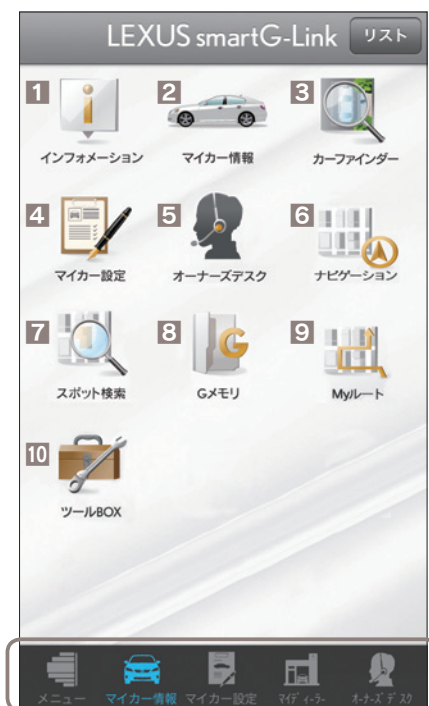 LEXUS smartG-Link リスト
1 2 3
インフォメーション マイカー情報 カーファインダー
4 5 6
マイカー設定 オーナーズデスク ナビゲーション
7 8 9
スポット検索 Gメモリ Myルート
10
ツールBOX
メニュー マイカー情報 マイカー設定 マイディーラー オーナーズデスク